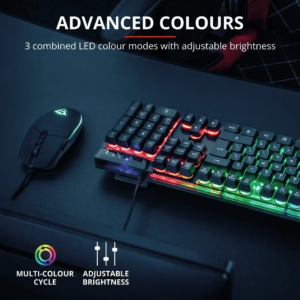 ADVANCED COLOURS
3 combined LED colour modes with adjustable brightness
MULTI-COLOUR
CYCLE
ADJUSTABLE
BRIGHTNESS